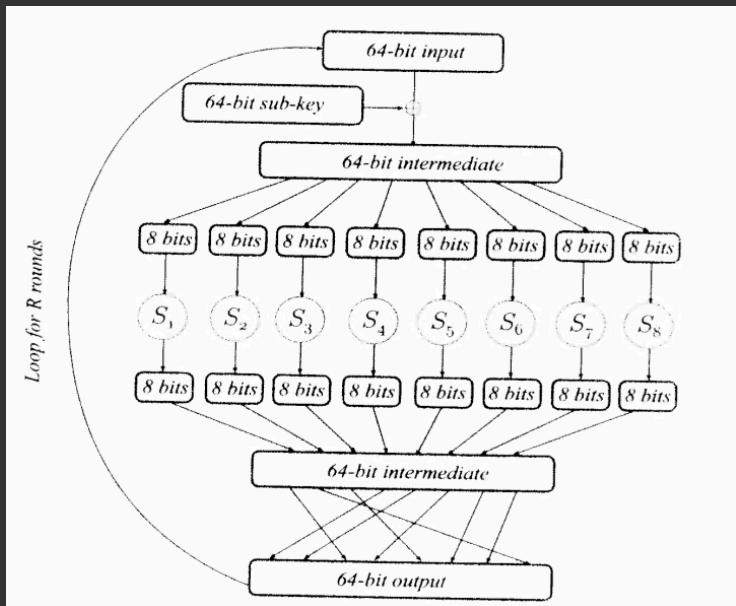 64-bit input
64-bit sub-key
64-bit intermediate
8 bits 8 bits 8 bits 8 bits 8 bits 8 bits 8 bits 8 bits
Loop for R rounds
S₁ S₂ S₃ S₄ S₅ S₆ S₇ S₈
8 bits 8 bits 8 bits 8 bits 8 bits 8 bits 8 bits 8 bits
64-bit intermediate
64-bit output